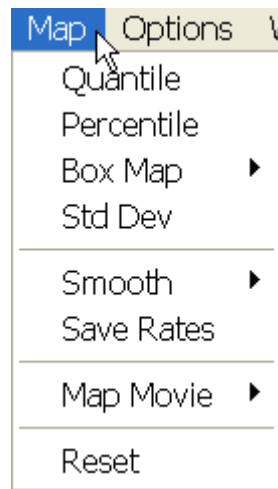 Map Options
Quantile
Percentile
Box Map
Std Dev
Smooth
Save Rates
Map Movie
Reset